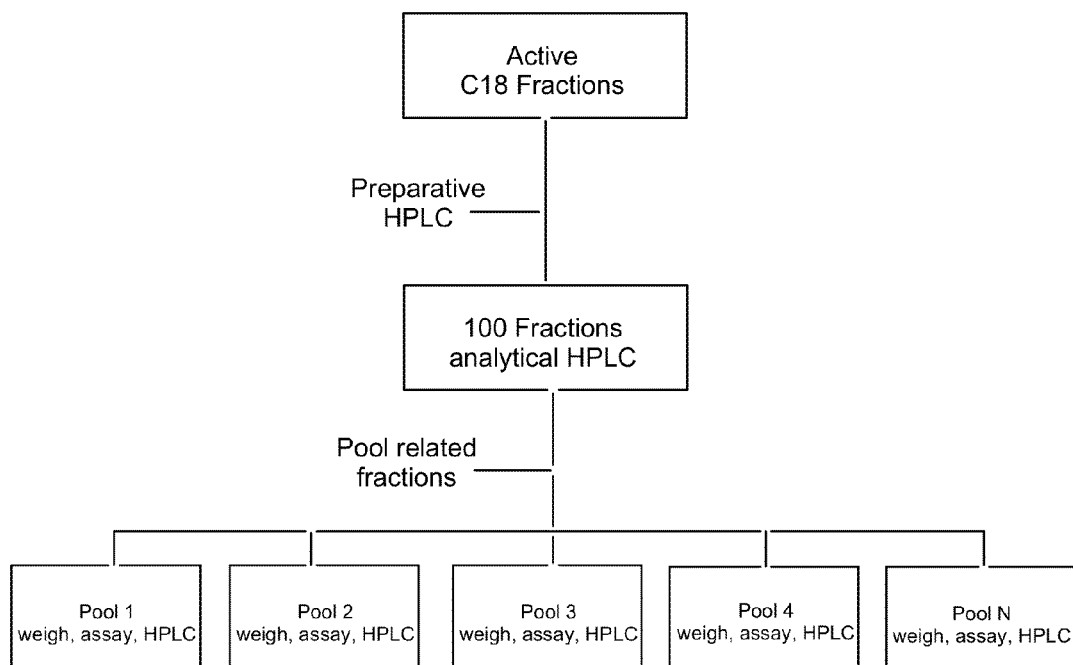 Active
C18 Fractions
Preparative
HPLC
100 Fractions
analytical HPLC
Pool related
fractions
Pool 1
weigh, assay, HPLC
Pool 2
weigh, assay, HPLC
Pool 3
weigh, assay, HPLC
Pool 4
weigh, assay, HPLC
Pool N
weigh, assay, HPLC